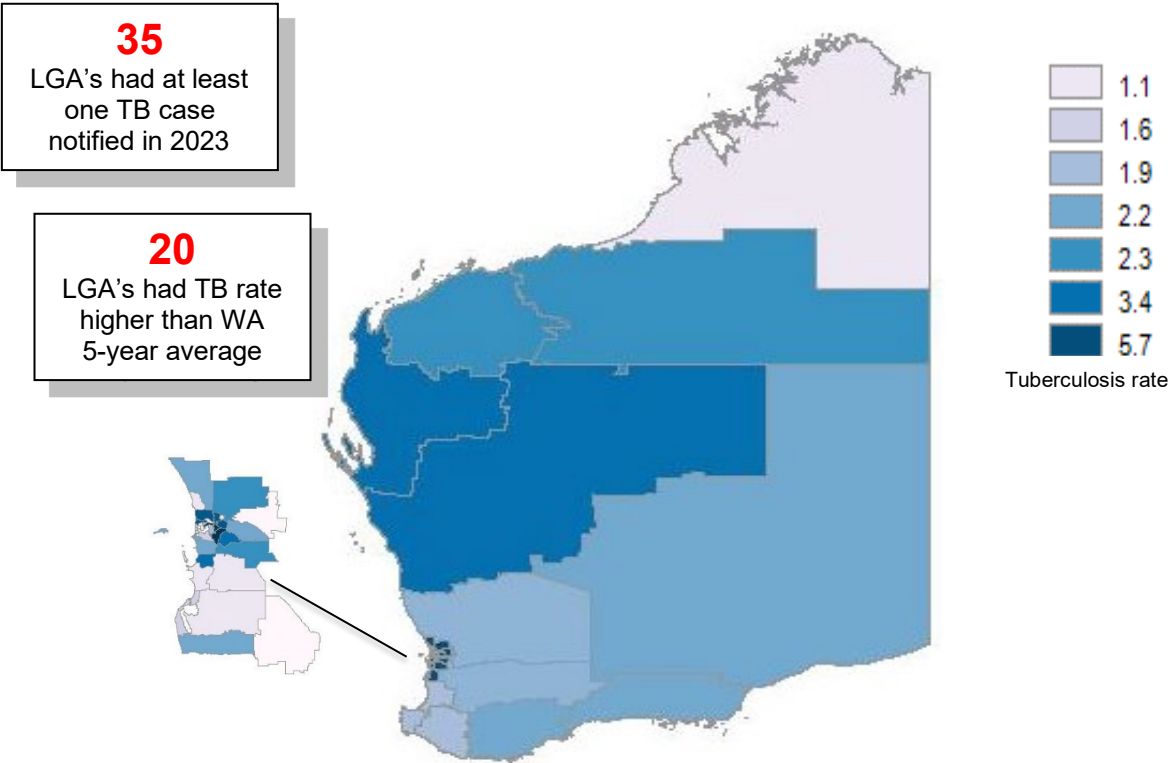 35
LGA's had at least
one TB case
notified in 2023
20
LGA's had TB rate
higher than WA
5-year average
1.1
1.6
1.9
2.2
2.3
3.4
5.7
Tuberculosis rate